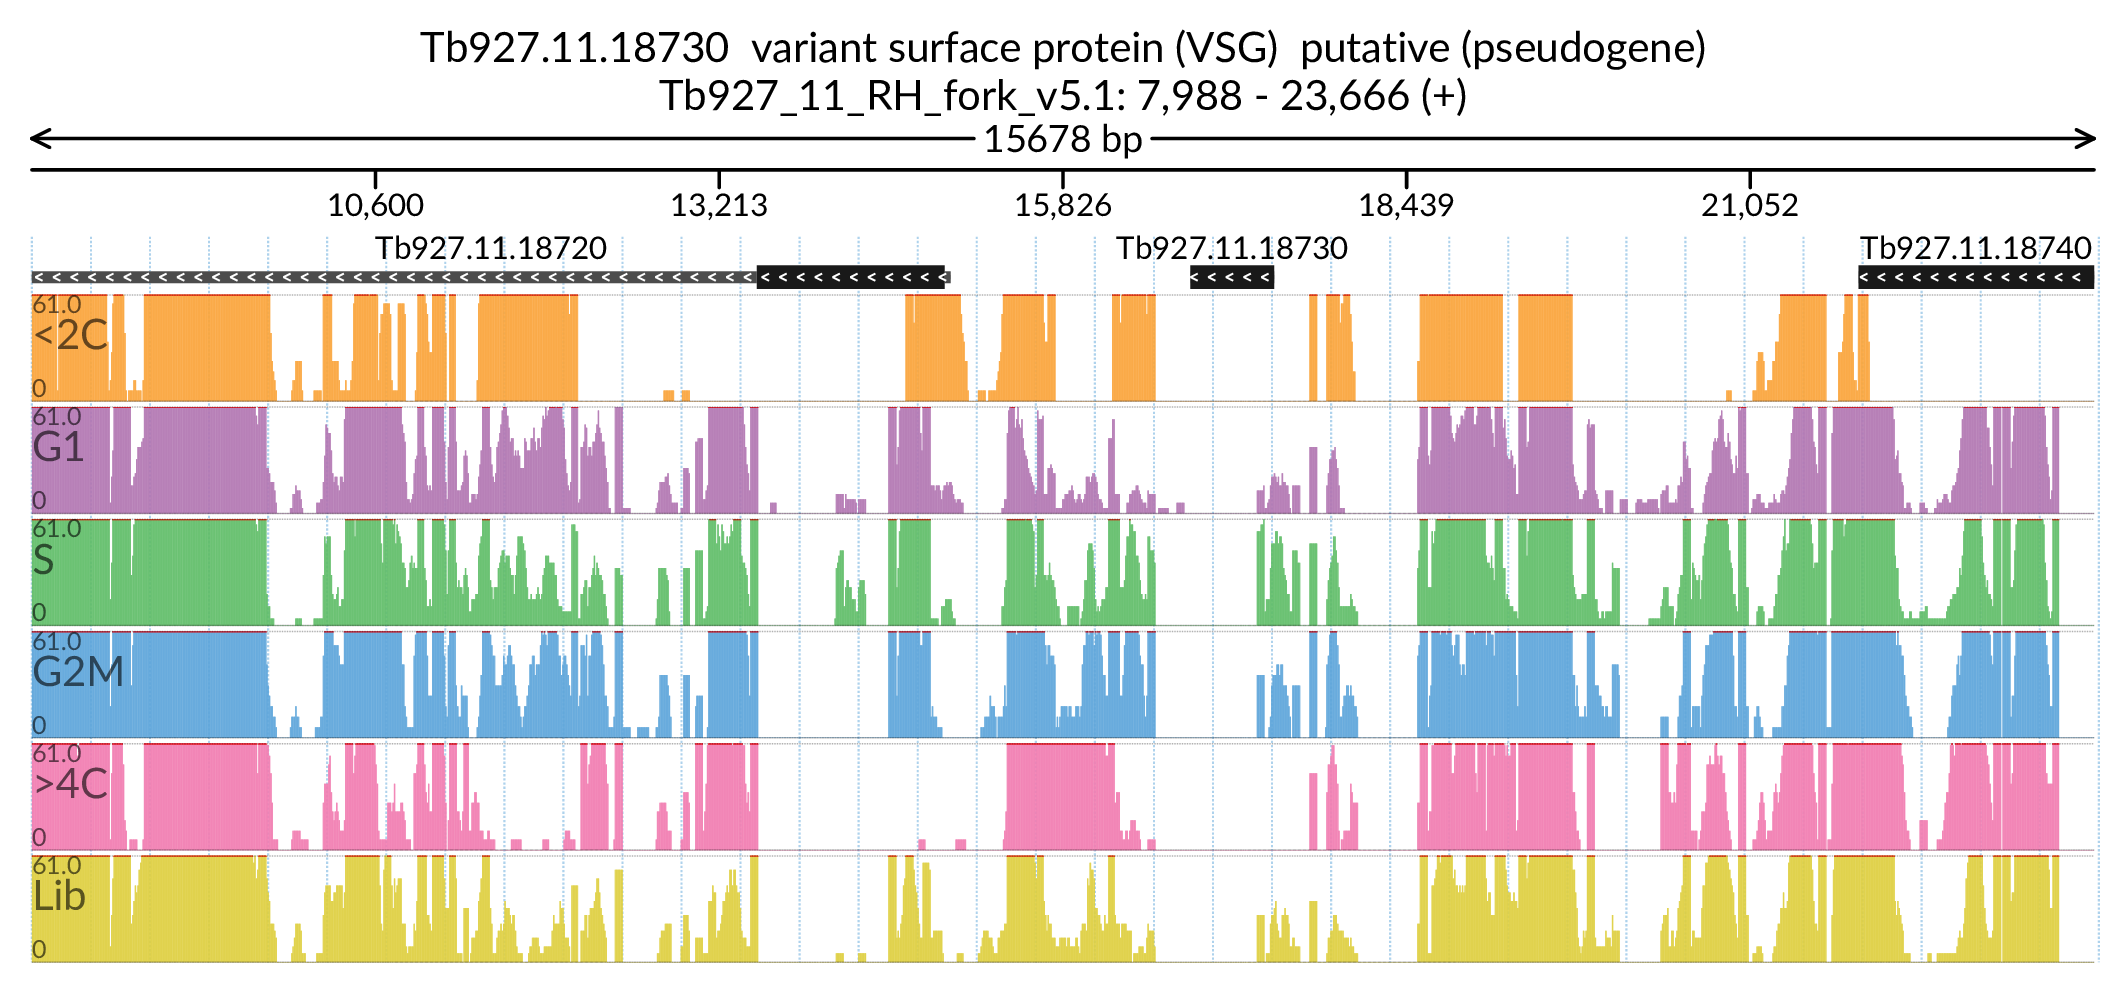 Tb927.11.18730 variant surface protein (VSG) putative (pseudogene)
Tb927_11_RH_fork_v5.1: 7,988 - 23,666 (+)
15678 bp
10,600 13,213 15,826 18,439 21,052
Tb927.11.18720 Tb927.11.18730 Tb927.11.18740
61.0
<2C
0
61.0
G1
0
61.0
S
0
61.0
G2M
0
61.0
>4C
0
61.0
Lib
0